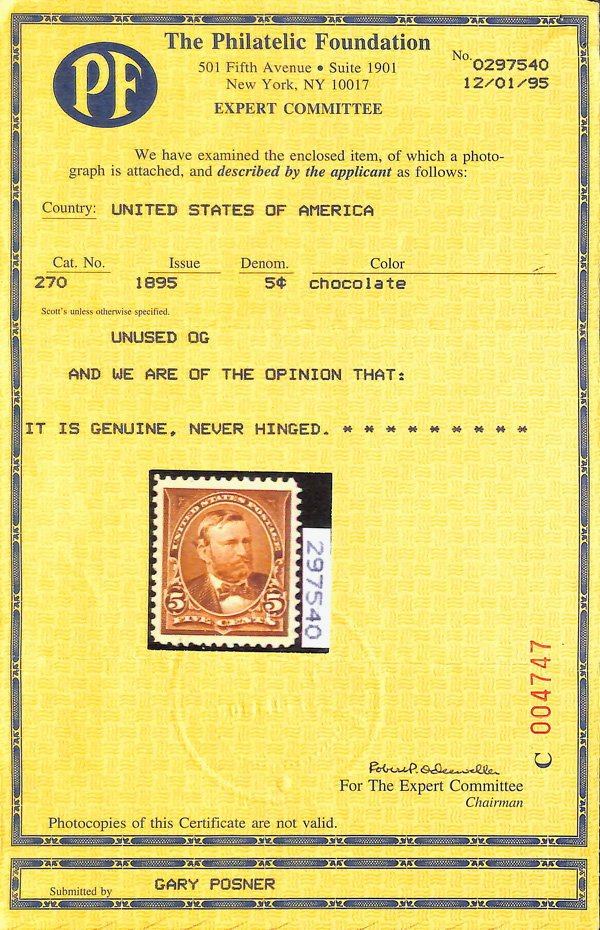 PF
The Philatelic Foundation
501 Fifth Avenue • Suite 1901
New York, NY 10017
EXPERT COMMITTEE
No. 0297540
12/01/95
We have examined the enclosed item, of which a photo-
graph is attached, and described by the applicant as follows:
Country: UNITED STATES OF AMERICA
Cat. No. Issue Denom. Color
270 1895 5¢ chocolate
Scott's unless otherwise specified.
UNUSED OG
AND WE ARE OF THE OPINION THAT:
IT IS GENUINE, NEVER HINGED. * * * * * * * * *
UNITED STATES POSTAGE
5 5
FIVE CENTS
297540
C 004747
Robert P. Odenweller
For The Expert Committee
Chairman
Photocopies of this Certificate are not valid.
Submitted by GARY POSNER